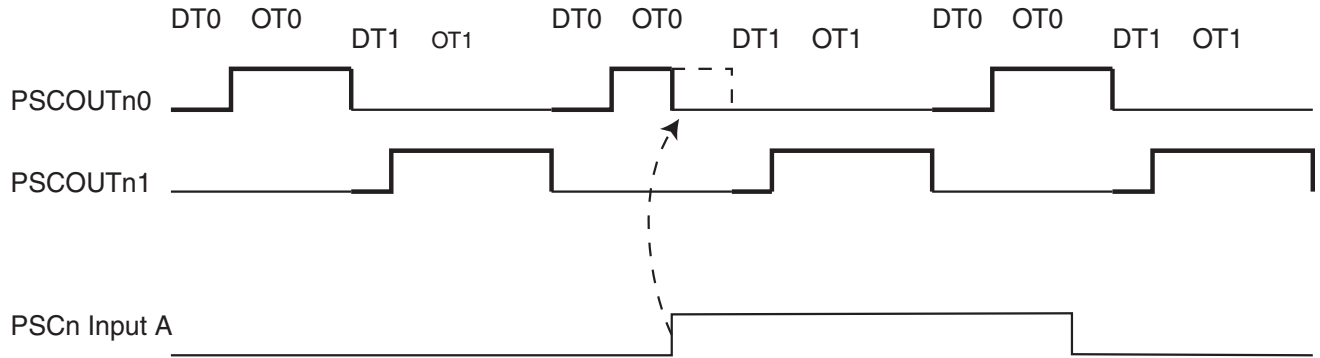 DT0 OT0 DT0 OT0 DT0 OT0
DT1 OT1 DT1 OT1 DT1 OT1
PSCOUTn0
PSCOUTn1
PSCn Input A